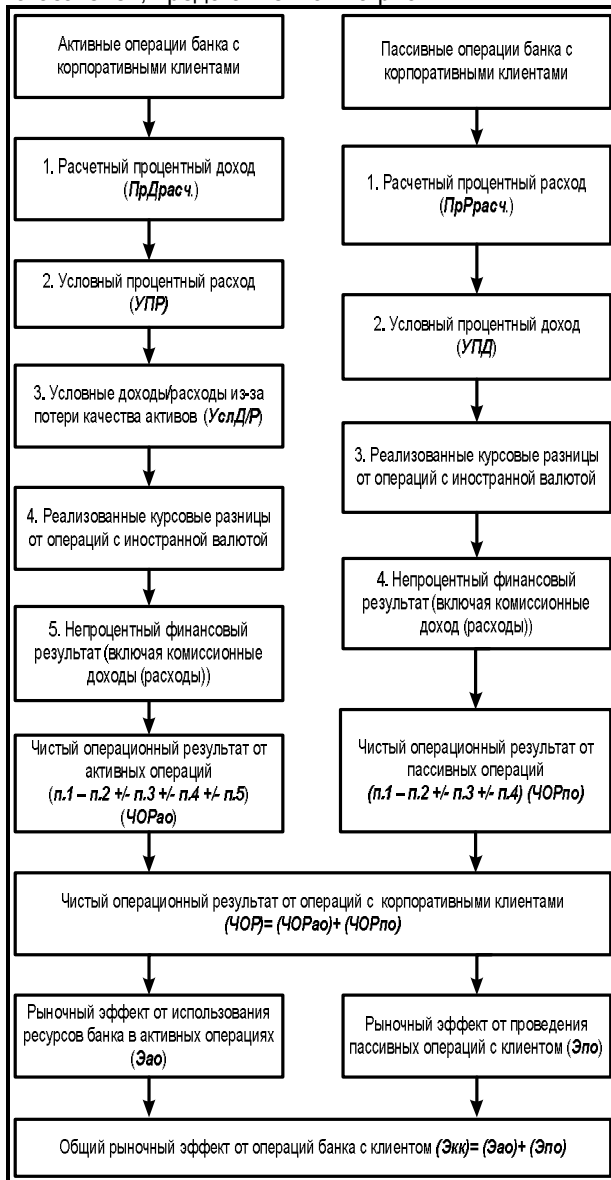 Активные операции банка с
корпоративными клиентами
Пассивные операции банка с
корпоративными клиентами
1. Расчетный процентный доход
(ПрДрасч.)
1. Расчетный процентный расход
(ПрРрасч.)
2. Условный процентный расход
(УПР)
2. Условный процентный доход
(УПД)
3. Условные доходы/расходы из-за
потери качества активов (УслД/Р)
3. Реализованные курсовые разницы
от операций с иностранной валютой
4. Реализованные курсовые разницы
от операций с иностранной валютой
4. Непроцентный финансовый
результат (включая комиссионные
доход (расходы))
5. Непроцентный финансовый
результат (включая комиссионные
доходы (расходы))
Чистый операционный результат от
активных операций
(п.1 – п.2 +/- п.3 +/- п.4 +/- п.5)
(ЧОРао)
Чистый операционный результат от
пассивных операций
(п.1 – п.2 +/- п.3 +/- п.4) (ЧОРпо)
Чистый операционный результат от операций с корпоративными клиентами
(ЧОР)= (ЧОРао)+ (ЧОРпо)
Рыночный эффект от использования
ресурсов банка в активных операциях
(Эао)
Рыночный эффект от проведения
пассивных операций с клиентом (Эпо)
Общий рыночный эффект от операций банка с клиентом (Экк)= (Эао)+ (Эпо)